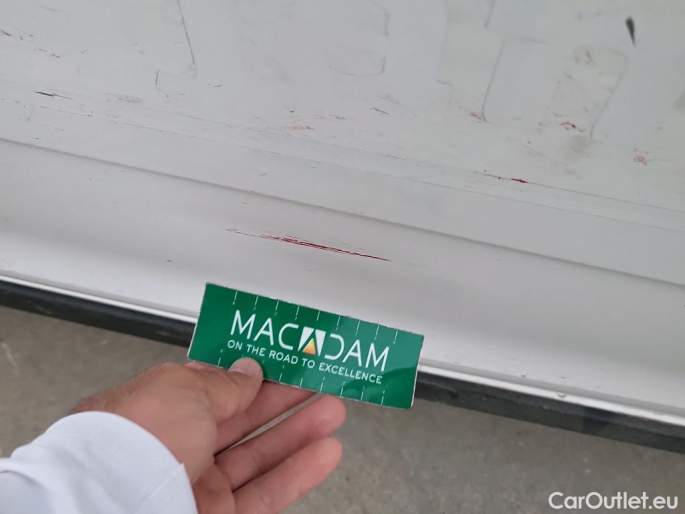 MACADAM
ON THE ROAD TO EXCELLENCE
CarOutlet.eu